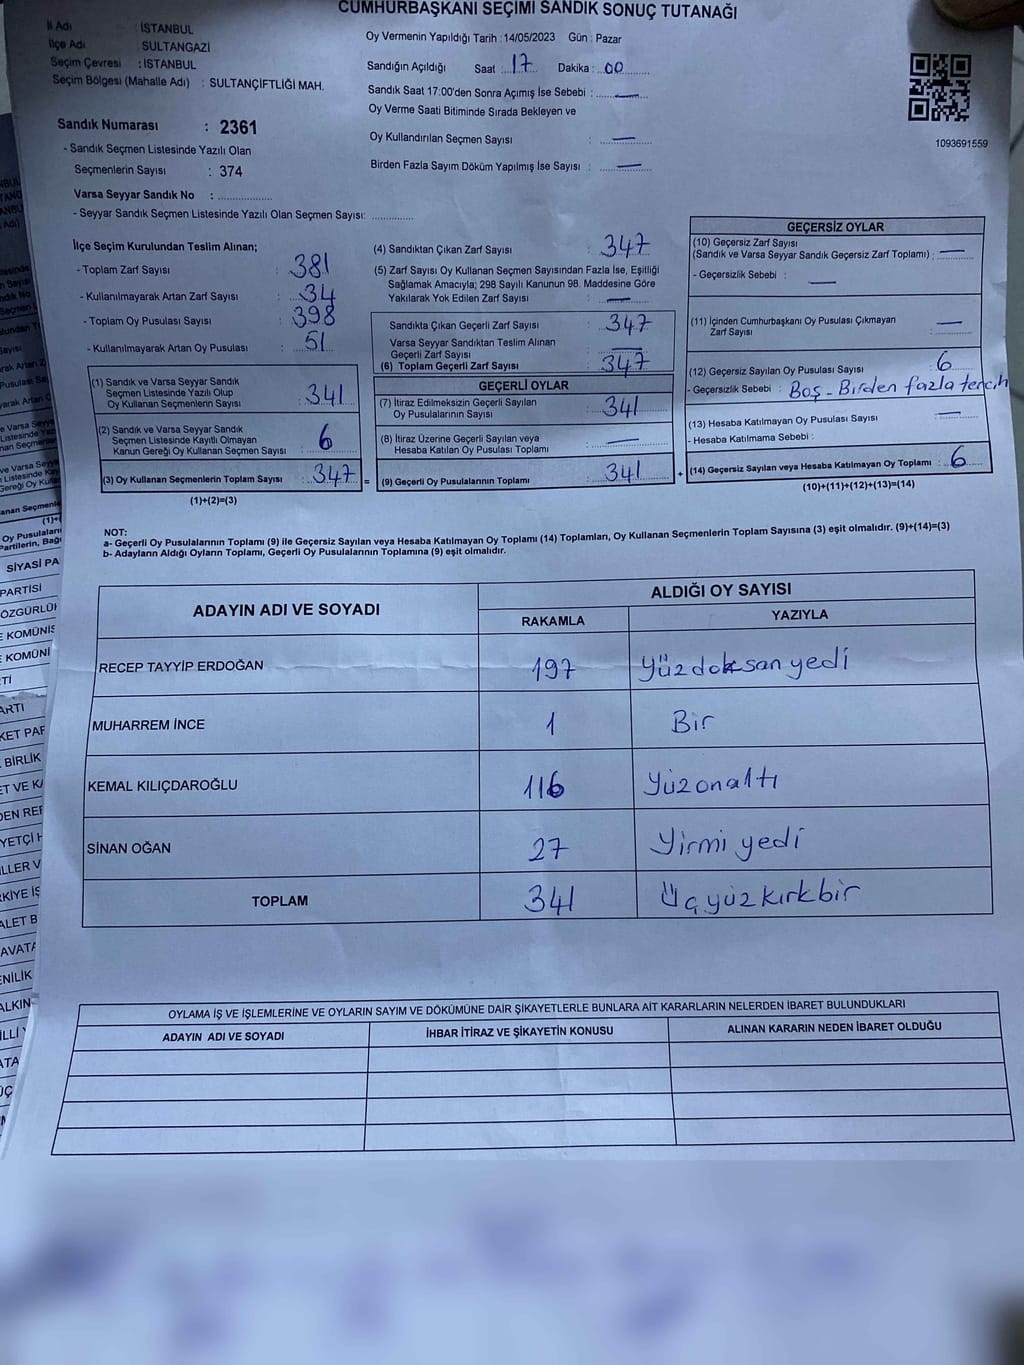 CUMHURBAŞKANI SEÇİMİ SANDIK SONUÇ TUTANAĞI
İl Adı : İSTANBUL
İlçe Adı SULTANGAZİ
Seçim Çevresi : İSTANBUL
Seçim Bölgesi (Mahalle Adı) : SULTANÇİFTLİĞİ MAH.
Sandık Numarası : 2361
- Sandık Seçmen Listesinde Yazılı Olan
Seçmenlerin Sayısı : 374
Varsa Seyyar Sandık No :
- Seyyar Sandık Seçmen Listesinde Yazılı Olan Seçmen Sayısı:
Oy Vermenin Yapıldığı Tarih : 14/05/2023 Gün : Pazar
Sandığın Açıldığı Saat : 17 Dakika : 00
Sandık Saat 17:00'den Sonra Açımış İse Sebebi : —
Oy Verme Saati Bitiminde Sırada Bekleyen ve
Oy Kullandırılan Seçmen Sayısı : —
Birden Fazla Sayım Döküm Yapılmış İse Sayısı : —
1093691559
İlçe Seçim Kurulundan Teslim Alınan;
- Toplam Zarf Sayısı : 381
- Kullanılmayarak Artan Zarf Sayısı : 34
- Toplam Oy Pusulası Sayısı : 398
- Kullanılmayarak Artan Oy Pusulası : 51
(1) Sandık ve Varsa Seyyar Sandık
Seçmen Listesinde Yazılı Olup
Oy Kullanan Seçmenlerin Sayısı : 341
(2) Sandık ve Varsa Seyyar Sandık
Seçmen Listesinde Kayıtlı Olmayan
Kanun Gereği Oy Kullanan Seçmen Sayısı : 6
(3) Oy Kullanan Seçmenlerin Toplam Sayısı : 347 =
(1)+(2)=(3)
(4) Sandıktan Çıkan Zarf Sayısı : 347
(5) Zarf Sayısı Oy Kullanan Seçmen Sayısından Fazla İse, Eşitliği
Sağlamak Amacıyla; 298 Sayılı Kanunun 98. Maddesine Göre
Yakılarak Yok Edilen Zarf Sayısı : —
Sandıkta Çıkan Geçerli Zarf Sayısı : 347
Varsa Seyyar Sandıktan Teslim Alınan
Geçerli Zarf Sayısı : —
(6) Toplam Geçerli Zarf Sayısı : 347
GEÇERLİ OYLAR
(7) İtiraz Edilmeksizin Geçerli Sayılan
Oy Pusulalarının Sayısı : 341
(8) İtiraz Üzerine Geçerli Sayılan veya
Hesaba Katılan Oy Pusulası Toplamı : —
(9) Geçerli Oy Pusulalarının Toplamı : 341 +
GEÇERSİZ OYLAR
(10) Geçersiz Zarf Sayısı
(Sandık ve Varsa Seyyar Sandık Geçersiz Zarf Toplamı) : —
- Geçersizlik Sebebi : —
(11) İçinden Cumhurbaşkanı Oy Pusulası Çıkmayan
Zarf Sayısı : —
(12) Geçersiz Sayılan Oy Pusulası Sayısı : 6
- Geçersizlik Sebebi : Boş - Birden fazla tercih
(13) Hesaba Katılmayan Oy Pusulası Sayısı : —
- Hesaba Katılmama Sebebi :
(14) Geçersiz Sayılan veya Hesaba Katılmayan Oy Toplamı : 6
(10)+(11)+(12)+(13)=(14)
NOT:
a- Geçerli Oy Pusulalarının Toplamı (9) ile Geçersiz Sayılan veya Hesaba Katılmayan Oy Toplamı (14) Toplamları, Oy Kullanan Seçmenlerin Toplam Sayısına (3) eşit olmalıdır. (9)+(14)=(3)
b- Adayların Aldığı Oyların Toplamı, Geçerli Oy Pusulalarının Toplamına (9) eşit olmalıdır.
ADAYIN ADI VE SOYADI ALDIĞI OY SAYISI
RAKAMLA YAZIYLA
RECEP TAYYİP ERDOĞAN 197 Yüzdoksanyedi
MUHARREM İNCE 1 Bir
KEMAL KILIÇDAROĞLU 116 Yüzonaltı
SİNAN OĞAN 27 Yirmi yedi
TOPLAM 341 Üçyüzkırkbir
OYLAMA İŞ VE İŞLEMLERİNE VE OYLARIN SAYIM VE DÖKÜMÜNE DAİR ŞİKAYETLERLE BUNLARA AİT KARARLARIN NELERDEN İBARET BULUNDUKLARI
ADAYIN ADI VE SOYADI İHBAR İTİRAZ VE ŞİKAYETİN KONUSU ALINAN KARARIN NEDEN İBARET OLDUĞU